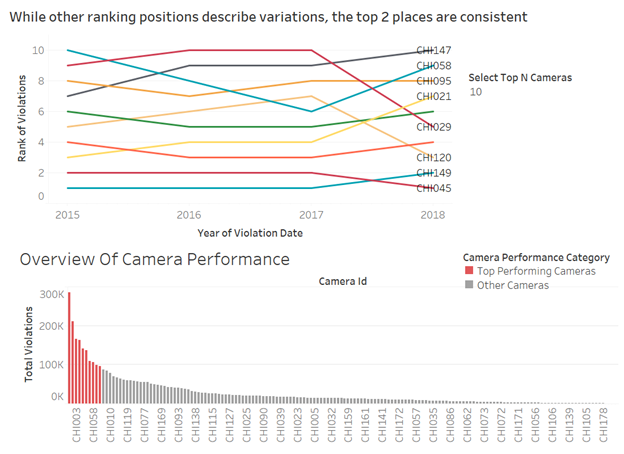 While other ranking positions describe variations, the top 2 places are consistent
10
8
6
4
2
0
Rank of Violations
CHI147
CHI058
CHI095
CHI021
CHI029
CHI120
CHI149
CHI045
Select Top N Cameras
10
2015 2016 2017 2018
Year of Violation Date
Overview Of Camera Performance
Camera Performance Category
Top Performing Cameras
Other Cameras
Camera Id
300K
200K
100K
0K
Total Violations
CHI003 CHI058 CHI010 CHI119 CHI077 CHI169 CHI093 CHI138 CHI115 CHI127 CHI025 CHI090 CHI039 CHI023 CHI005 CHI032 CHI159 CHI161 CHI141 CHI172 CHI057 CHI035 CHI086 CHI062 CHI073 CHI072 CHI171 CHI056 CHI106 CHI139 CHI105 CHI178